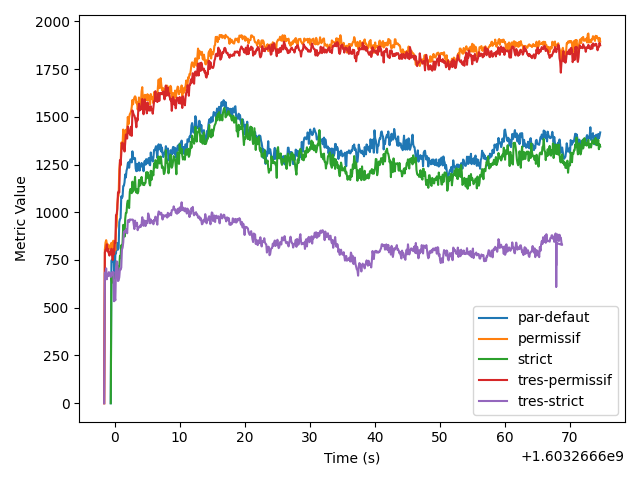 2000
1750
1500
1250
1000
750
500
250
0
Metric Value
0 10 20 30 40 50 60 70
Time (s)
+1.6032666e9
par-defaut
permissif
strict
tres-permissif
tres-strict